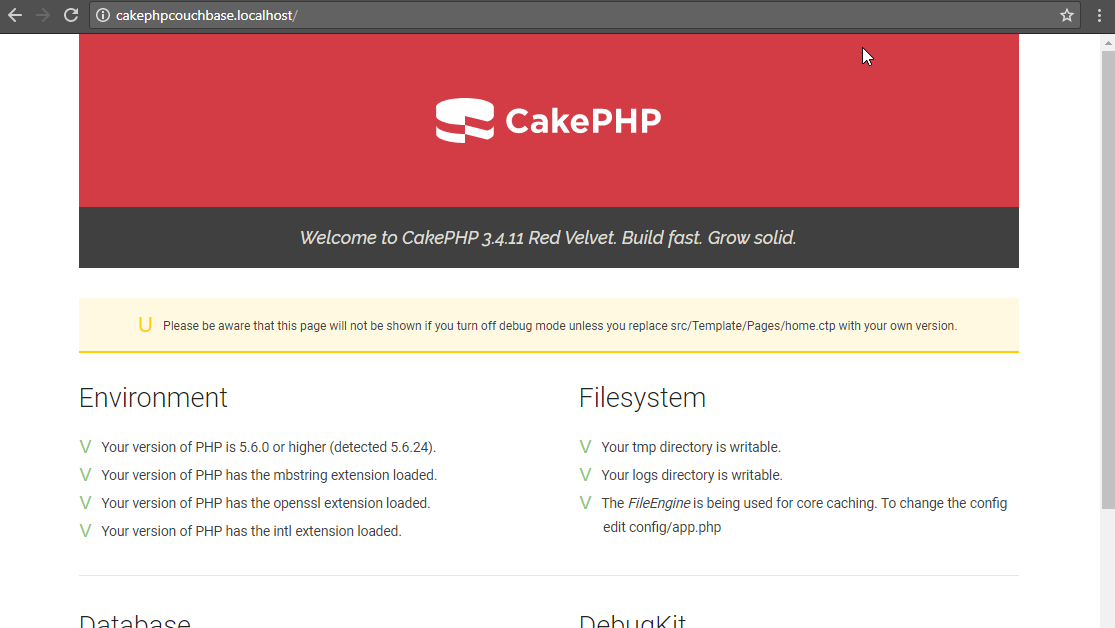 cakephpcouchbase.localhost/
CakePHP
Welcome to CakePHP 3.4.11 Red Velvet. Build fast. Grow solid.
U Please be aware that this page will not be shown if you turn off debug mode unless you replace src/Template/Pages/home.ctp with your own version.
Environment
V Your version of PHP is 5.6.0 or higher (detected 5.6.24).
V Your version of PHP has the mbstring extension loaded.
V Your version of PHP has the openssl extension loaded.
V Your version of PHP has the intl extension loaded.
Filesystem
V Your tmp directory is writable.
V Your logs directory is writable.
V The FileEngine is being used for core caching. To change the config
edit config/app.php
Database
DebugKit